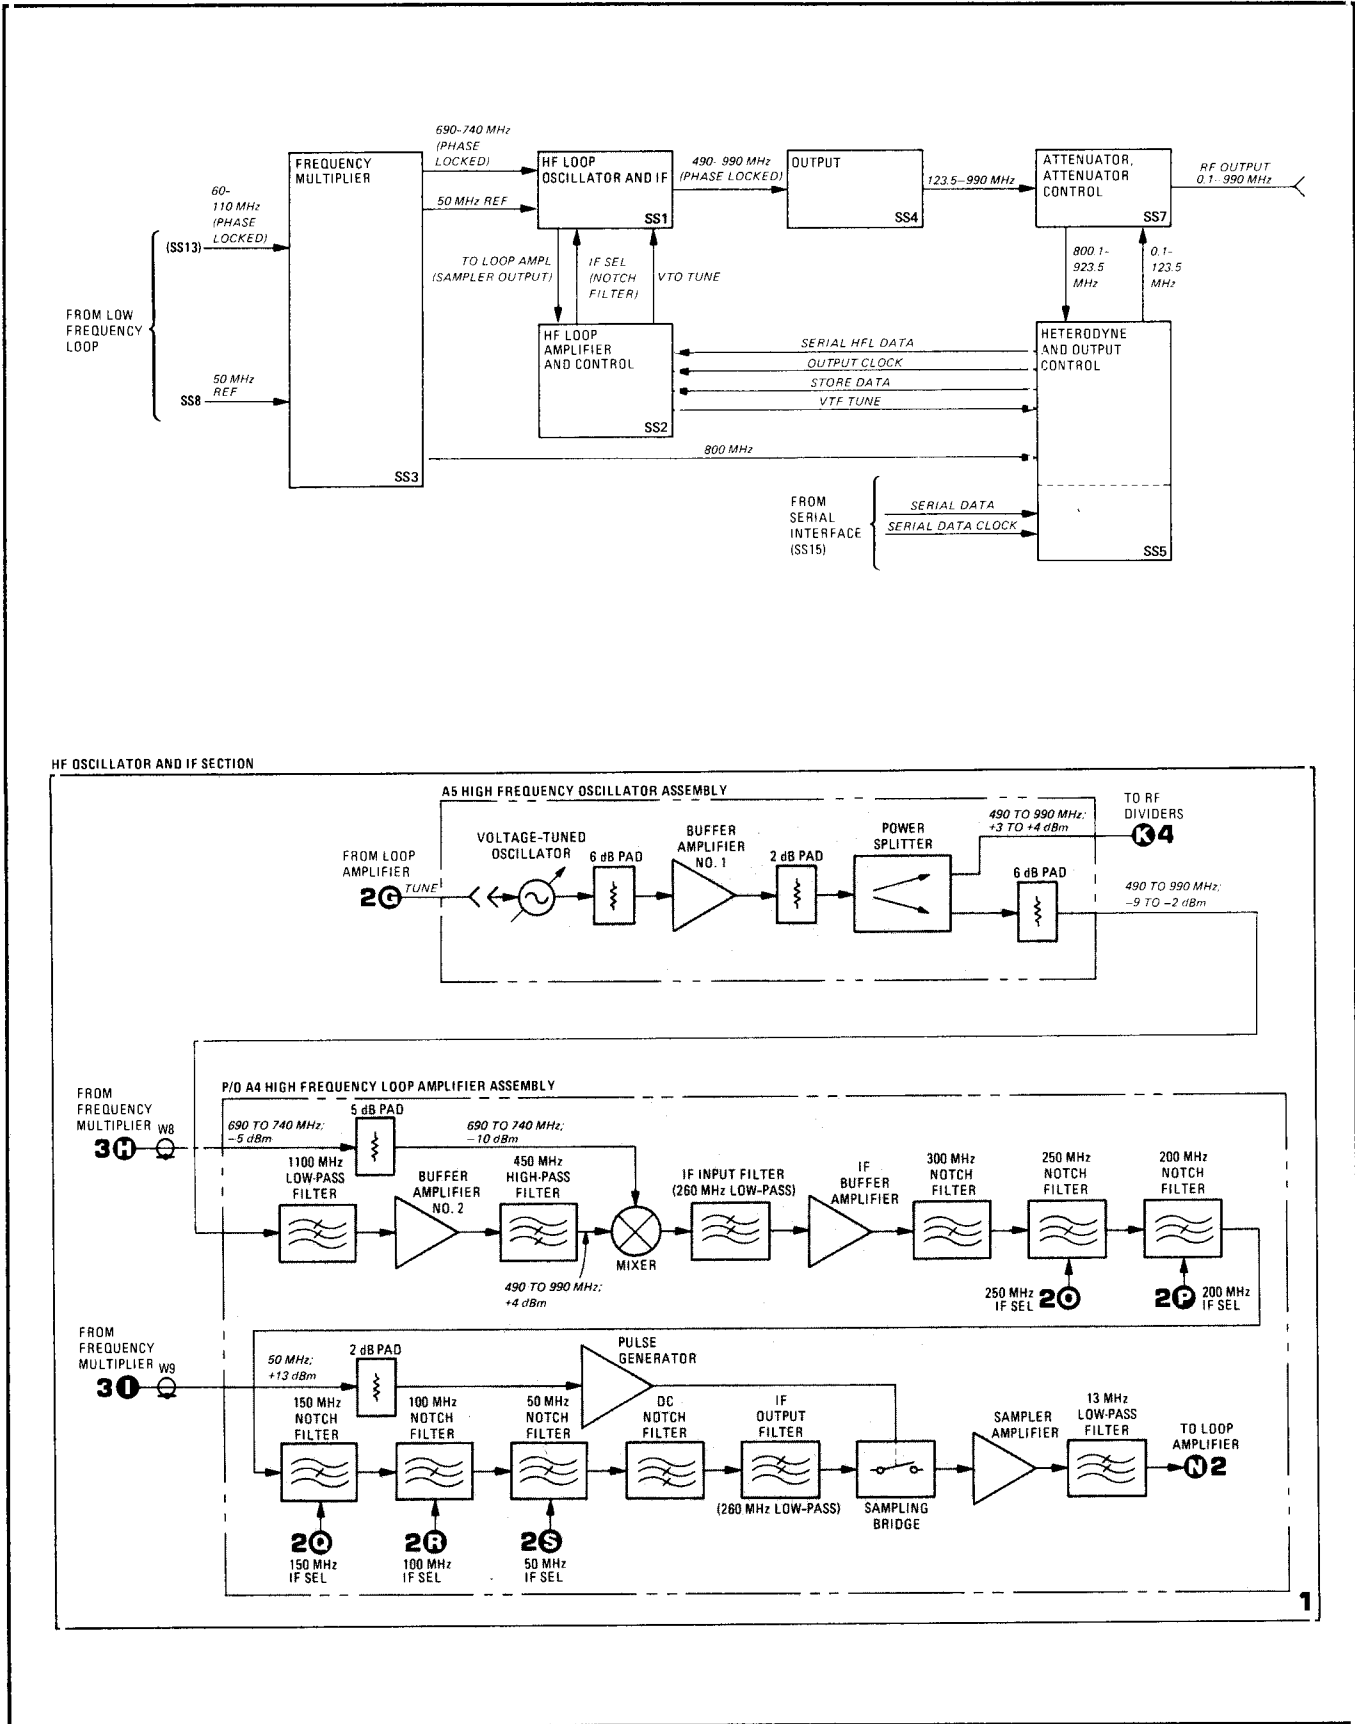 690-740 MHz
(PHASE
LOCKED)
FREQUENCY
MULTIPLIER
HF LOOP
OSCILLATOR AND IF
490-990 MHz
(PHASE LOCKED)
OUTPUT
ATTENUATOR,
ATTENUATOR
CONTROL
RF OUTPUT
0.1-990 MHz
123.5-990 MHz
60-
110 MHz
(PHASE
LOCKED)
50 MHz REF
SS1
SS4
SS7
(SS13)
TO LOOP AMPL
(SAMPLER OUTPUT)
IF SEL
(NOTCH
FILTER)
VTO TUNE
800.1-
923.5
MHz
0.1-
123.5
MHz
FROM LOW
FREQUENCY
LOOP
HF LOOP
AMPLIFIER
AND CONTROL
SERIAL HFL DATA
OUTPUT CLOCK
STORE DATA
VTF TUNE
HETERODYNE
AND OUTPUT
CONTROL
50 MHz
REF
SS8
SS2
800 MHz
SS3
FROM
SERIAL
INTERFACE
(SS15)
SERIAL DATA
SERIAL DATA CLOCK
SS5
HF OSCILLATOR AND IF SECTION
A5 HIGH FREQUENCY OSCILLATOR ASSEMBLY
FROM LOOP
AMPLIFIER
2G
TUNE
VOLTAGE-TUNED
OSCILLATOR
6 dB PAD
BUFFER
AMPLIFIER
NO. 1
2 dB PAD
POWER
SPLITTER
490 TO 990 MHz;
+3 TO +4 dBm
TO RF
DIVIDERS
K4
6 dB PAD
490 TO 990 MHz;
-9 TO -2 dBm
P/O A4 HIGH FREQUENCY LOOP AMPLIFIER ASSEMBLY
FROM
FREQUENCY
MULTIPLIER
3H
W8
690 TO 740 MHz;
-5 dBm
5 dB PAD
690 TO 740 MHz;
-10 dBm
1100 MHz
LOW-PASS
FILTER
BUFFER
AMPLIFIER
NO. 2
450 MHz
HIGH-PASS
FILTER
MIXER
490 TO 990 MHz;
+4 dBm
IF INPUT FILTER
(260 MHz LOW-PASS)
IF
BUFFER
AMPLIFIER
300 MHz
NOTCH
FILTER
250 MHz
NOTCH
FILTER
200 MHz
NOTCH
FILTER
250 MHz
IF SEL
2O
2P
200 MHz
IF SEL
FROM
FREQUENCY
MULTIPLIER
3I
W9
50 MHz;
+13 dBm
2 dB PAD
PULSE
GENERATOR
150 MHz
NOTCH
FILTER
100 MHz
NOTCH
FILTER
50 MHz
NOTCH
FILTER
DC
NOTCH
FILTER
IF
OUTPUT
FILTER
(260 MHz LOW-PASS)
SAMPLING
BRIDGE
SAMPLER
AMPLIFIER
13 MHz
LOW-PASS
FILTER
TO LOOP
AMPLIFIER
N2
2Q
150 MHz
IF SEL
2R
100 MHz
IF SEL
2S
50 MHz
IF SEL
1